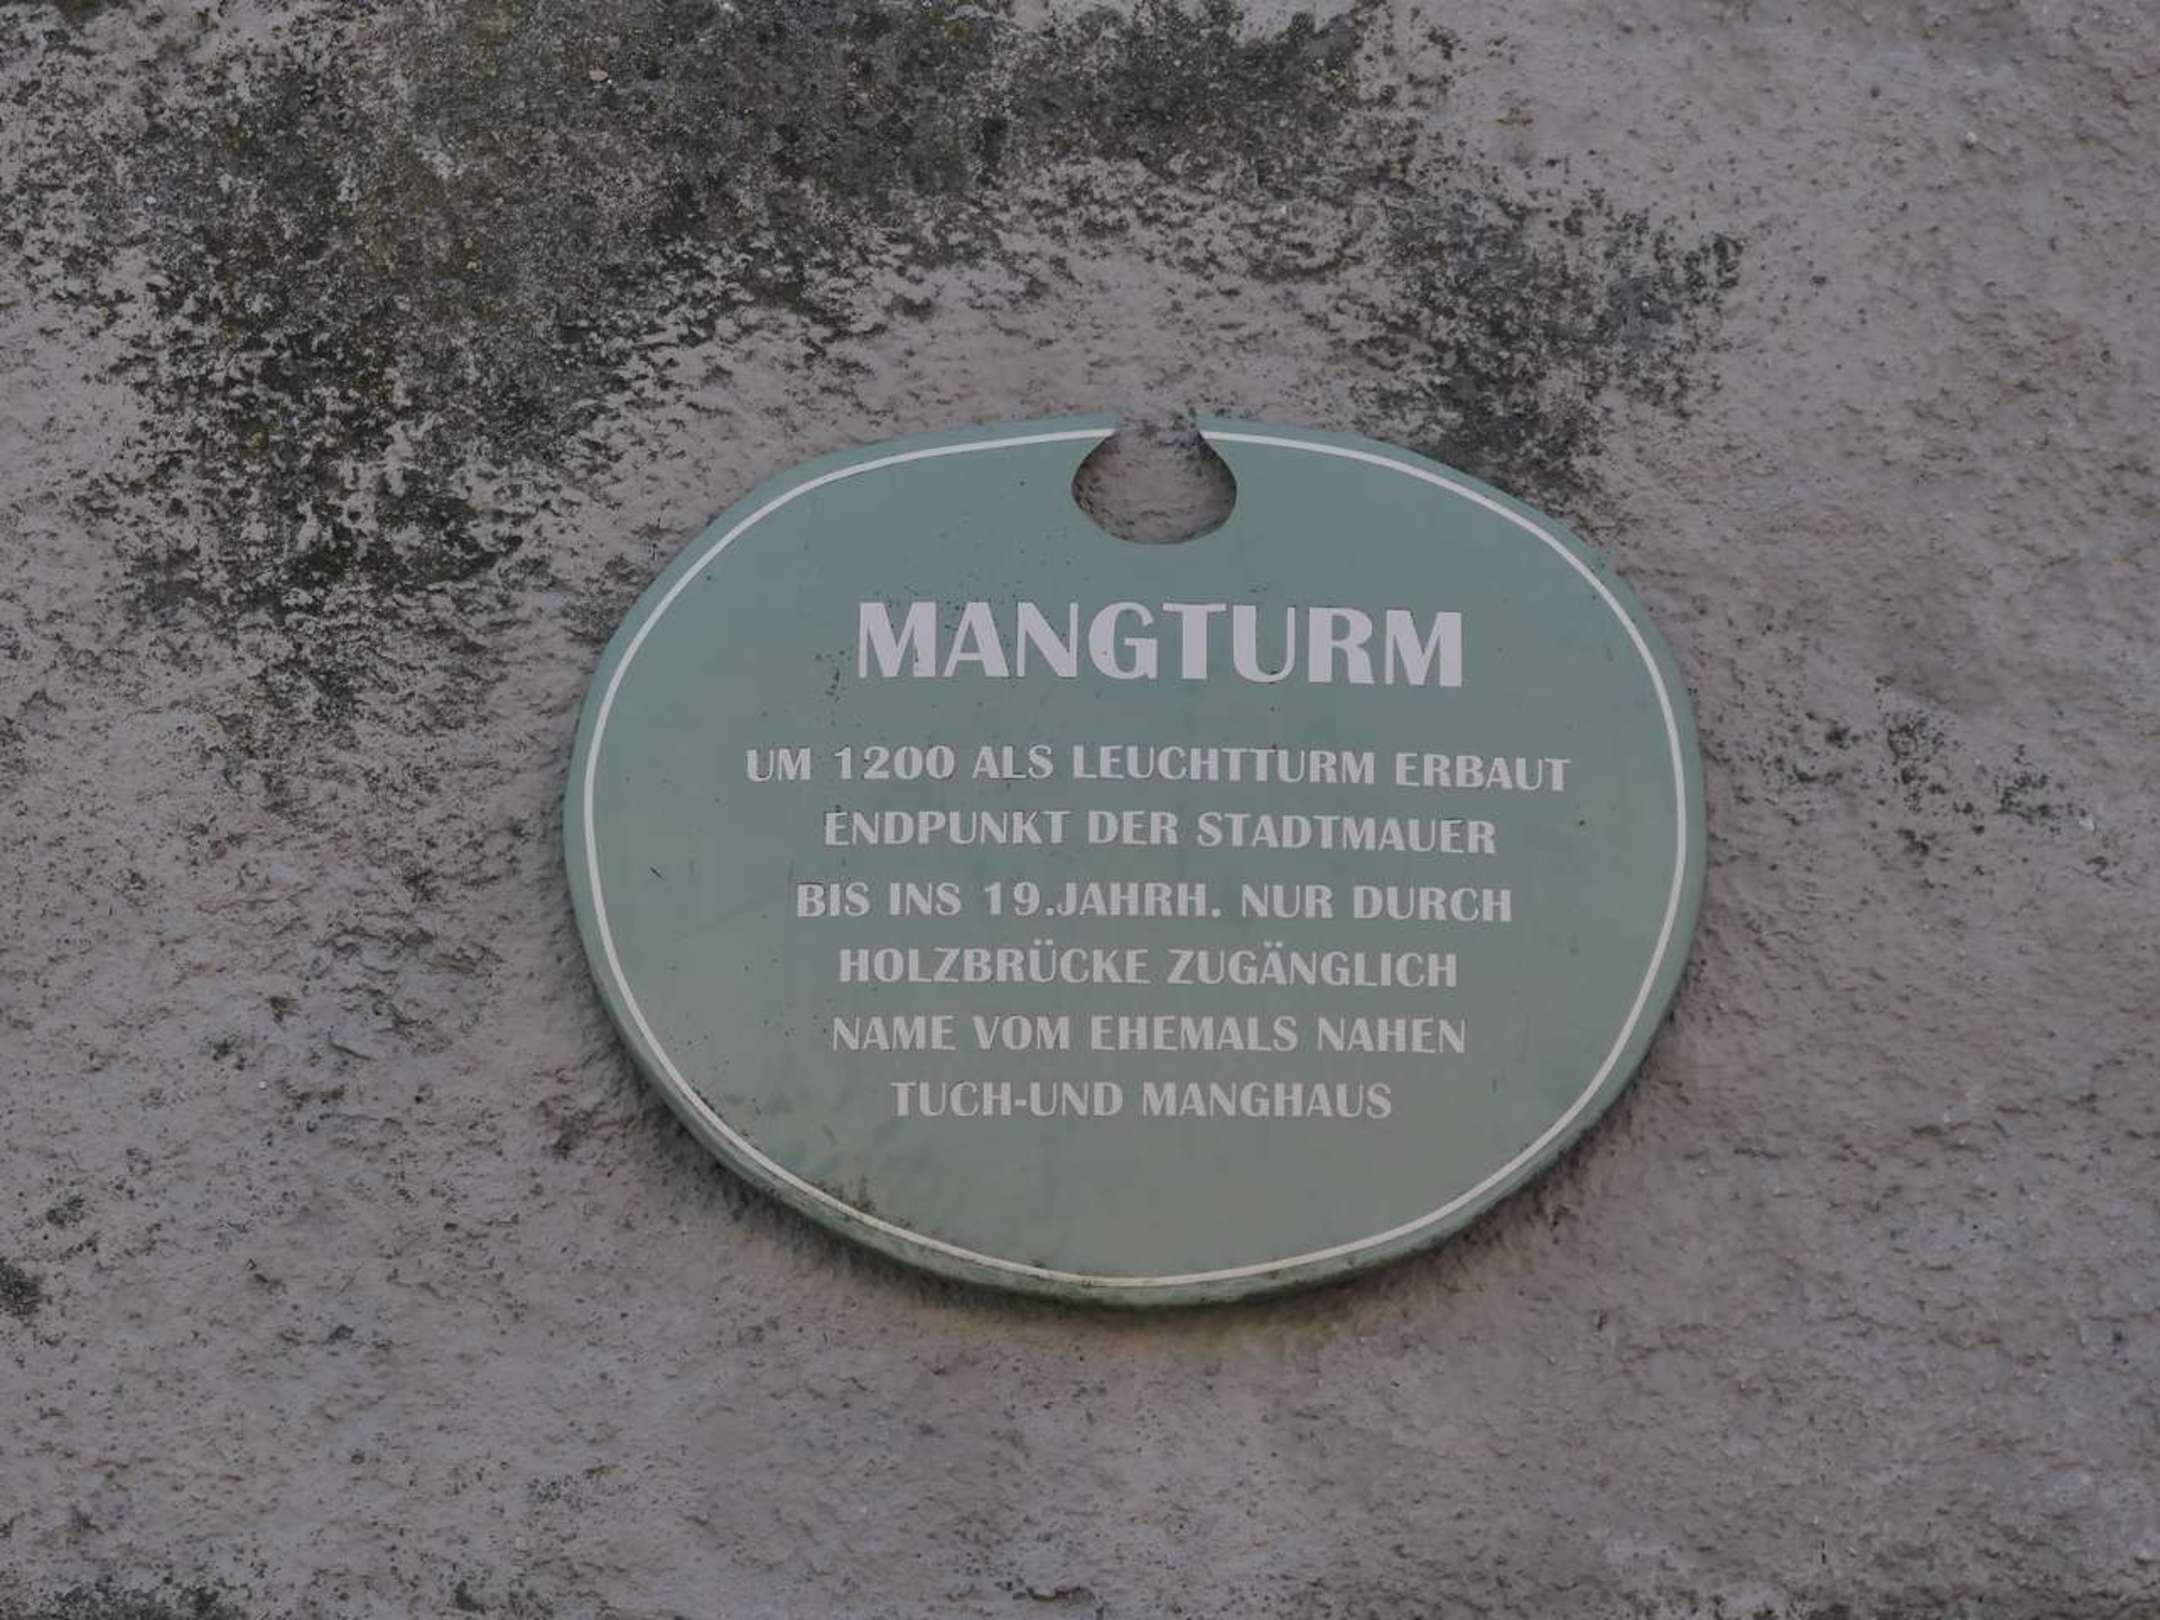 MANGTURM
UM 1200 ALS LEUCHTTURM ERBAUT
ENDPUNKT DER STADTMAUER
BIS INS 19.JAHRH. NUR DURCH
HOLZBRÜCKE ZUGÄNGLICH
NAME VOM EHEMALS NAHEN
TUCH-UND MANGHAUS